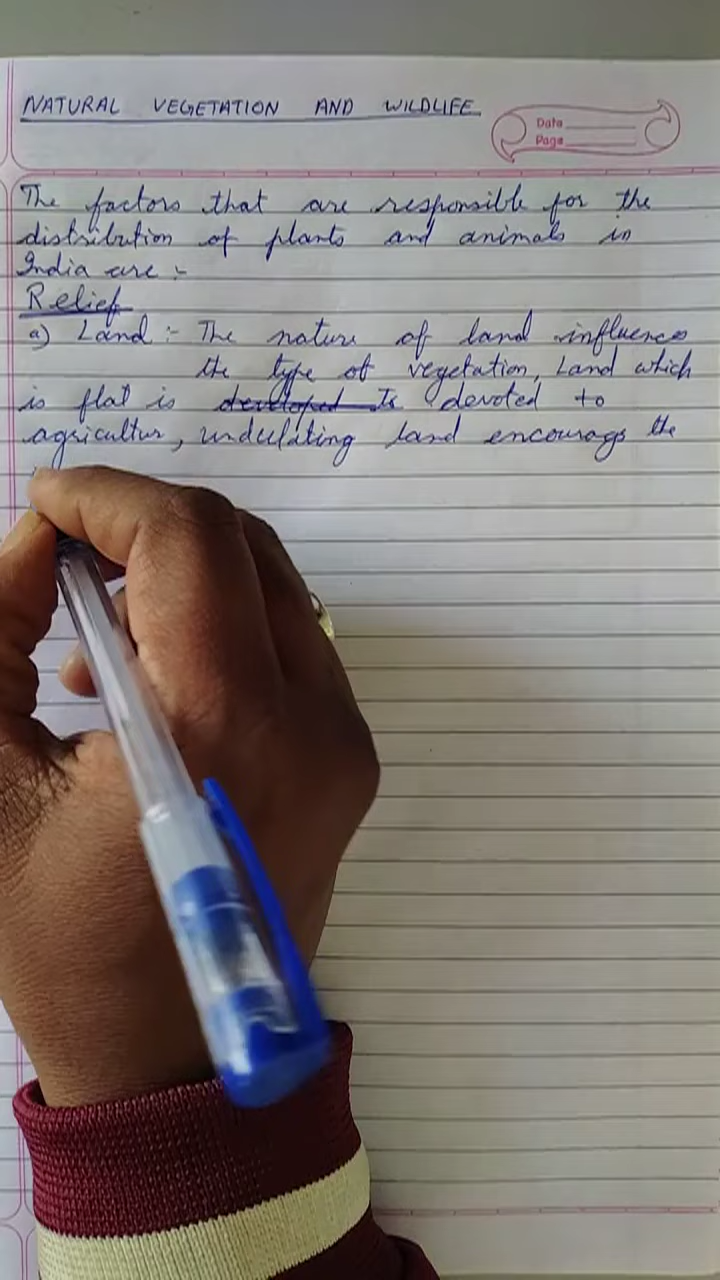 NATURAL VEGETATION AND WILDLIFE
Date
Page
The factors that are responsible for the
distribution of plants and animals in
India are :-
Relief
a) Land :- The nature of land influences
the type of vegetation, Land which
is flat is developed Is devoted to
agricultur, undulating land encourags the